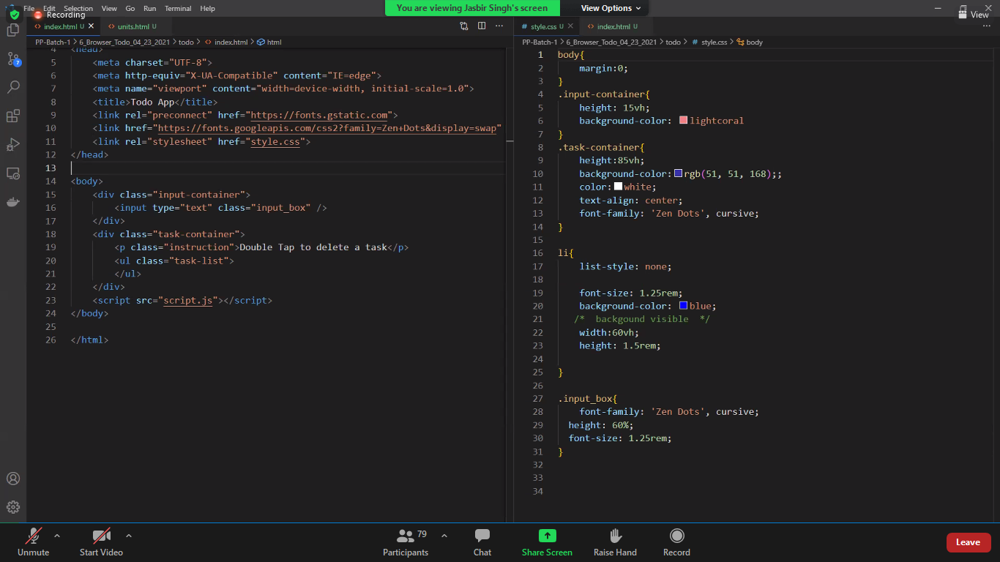 File Edit Selection View Go Run Terminal Help
Recording
You are viewing Jasbir Singh's screen
View Options
View
index.html U
units.html U
style.css U
index.html U
PP-Batch-1 > 6_Browser_Todo_04_23_2021 > todo > index.html > html
4 <head>
5 <meta charset="UTF-8">
6 <meta http-equiv="X-UA-Compatible" content="IE=edge">
7 <meta name="viewport" content="width=device-width, initial-scale=1.0">
8 <title>Todo App</title>
9 <link rel="preconnect" href="https://fonts.gstatic.com">
10 <link href="https://fonts.googleapis.com/css2?family=Zen+Dots&display=swap"
11 <link rel="stylesheet" href="style.css">
12 </head>
13
14 <body>
15 <div class="input-container">
16 <input type="text" class="input_box" />
17 </div>
18 <div class="task-container">
19 <p class="instruction">Double Tap to delete a task</p>
20 <ul class="task-list">
21 </ul>
22 </div>
23 <script src="script.js"></script>
24 </body>
25
26 </html>
PP-Batch-1 > 6_Browser_Todo_04_23_2021 > todo > # style.css > body
1 body{
2 margin:0;
3 }
4 .input-container{
5 height: 15vh;
6 background-color: lightcoral
7 }
8 .task-container{
9 height:85vh;
10 background-color: rgb(51, 51, 168);;
11 color: white;
12 text-align: center;
13 font-family: 'Zen Dots', cursive;
14 }
15
16 li{
17 list-style: none;
18
19 font-size: 1.25rem;
20 background-color: blue;
21 /* backgound visible */
22 width:60vh;
23 height: 1.5rem;
24
25 }
26
27 .input_box{
28 font-family: 'Zen Dots', cursive;
29 height: 60%;
30 font-size: 1.25rem;
31 }
32
33
34
7
Unmute
Start Video
79
Participants
Chat
Share Screen
Raise Hand
Record
Leave